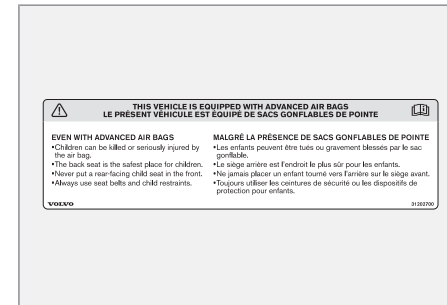 THIS VEHICLE IS EQUIPPED WITH ADVANCED AIR BAGS
LE PRÉSENT VÉHICULE EST ÉQUIPÉ DE SACS GONFLABLES DE POINTE
EVEN WITH ADVANCED AIR BAGS
•Children can be killed or seriously injured by
the air bag.
•The back seat is the safest place for children.
•Never put a rear-facing child seat in the front.
•Always use seat belts and child restraints.
MALGRÉ LA PRÉSENCE DE SACS GONFLABLES DE POINTE
•Les enfants peuvent être tués ou gravement blessés par le sac
gonflable.
•Le siège arrière est l'endroit le plus sûr pour les enfants.
•Ne jamais placer un enfant tourné vers l'arrière sur le siège avant.
•Toujours utiliser les ceintures de sécurité ou les dispositifs de
protection pour enfants.
VOLVO
31202700